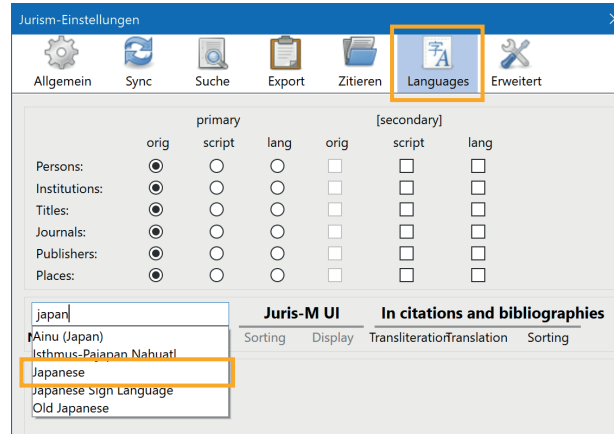 Jurism-Einstellungen
Allgemein Sync Suche Export Zitieren Languages Erweitert
primary [secondary]
orig script lang orig script lang
Persons:
Institutions:
Titles:
Journals:
Publishers:
Places:
japan Juris-M UI In citations and bibliographies
Sorting Display Transliteration Translation Sorting
Ainu (Japan)
Isthmus-Pajapan Nahuatl
Japanese
Japanese Sign Language
Old Japanese